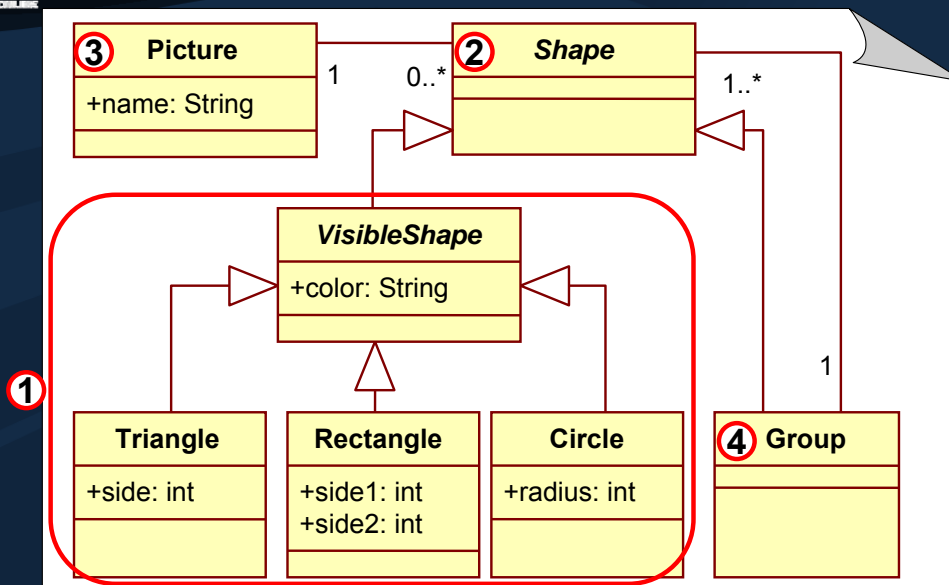 3 Picture
+name: String
1
0..*
2 Shape
1..*
VisibleShape
+color: String
1
1
Triangle
+side: int
Rectangle
+side1: int
+side2: int
Circle
+radius: int
4 Group